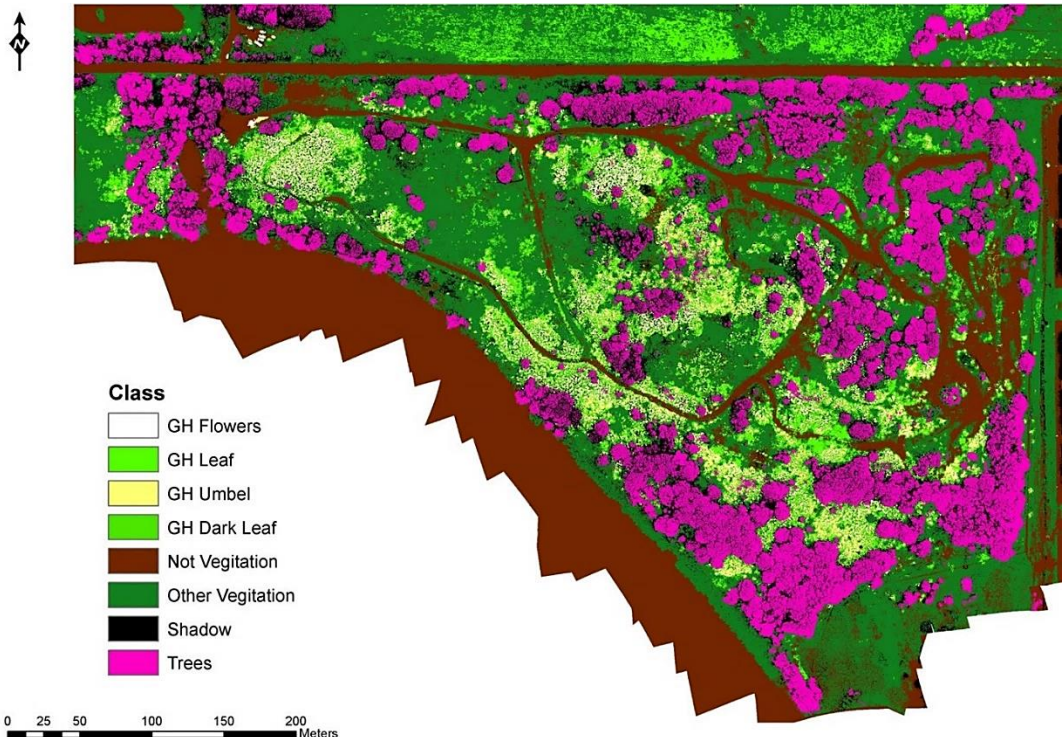 N
Class
GH Flowers
GH Leaf
GH Umbel
GH Dark Leaf
Not Vegitation
Other Vegitation
Shadow
Trees
0 25 50 100 150 200
Meters